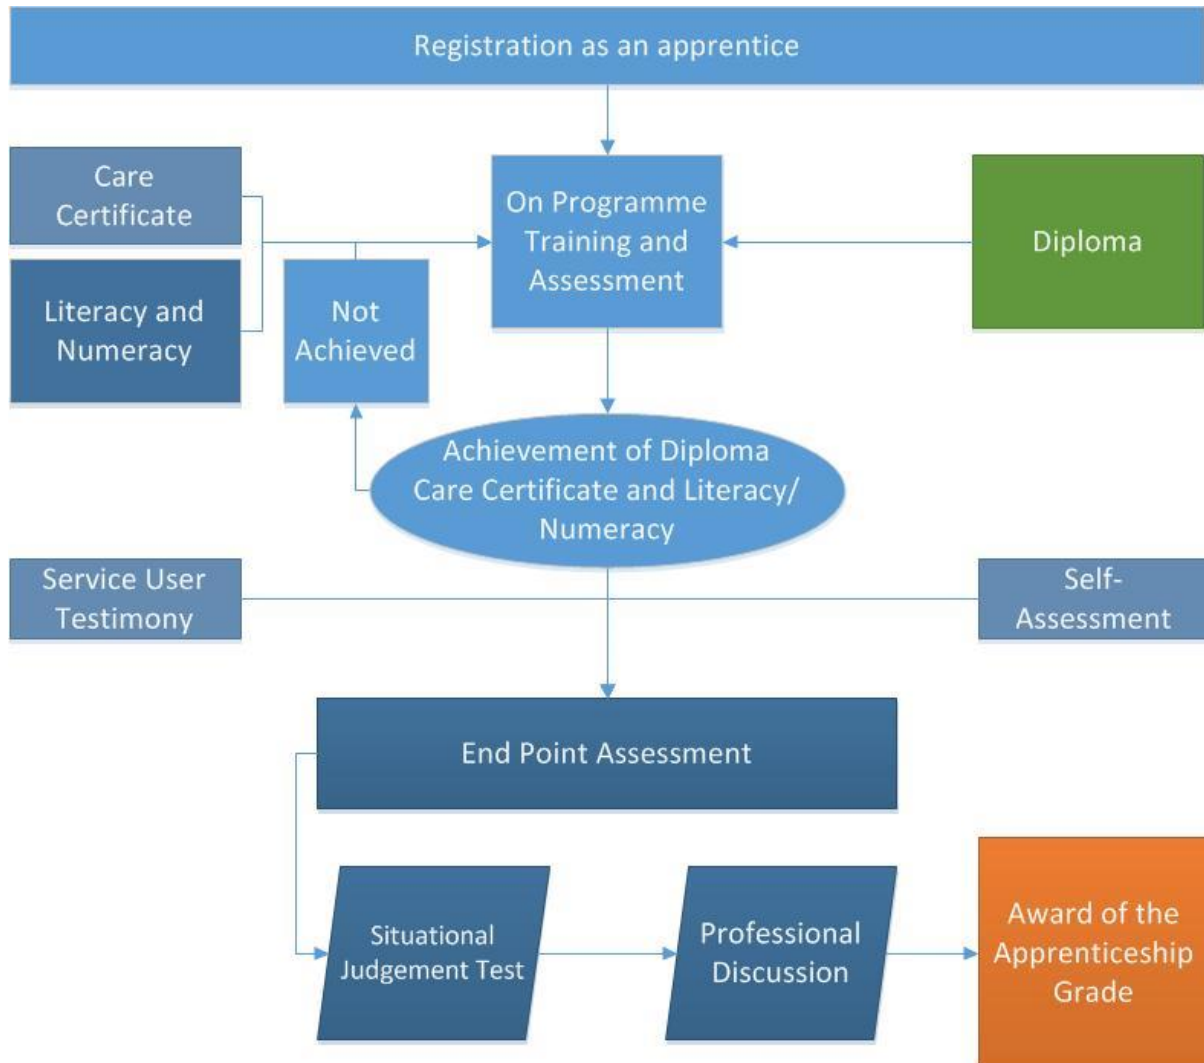 Registration as an apprentice
Care
Certificate
On Programme
Training and
Assessment
Diploma
Literacy and
Numeracy
Not
Achieved
Achievement of Diploma
Care Certificate and Literacy/
Numeracy
Service User
Testimony
Self-
Assessment
End Point Assessment
Situational
Judgement Test
Professional
Discussion
Award of the
Apprenticeship
Grade